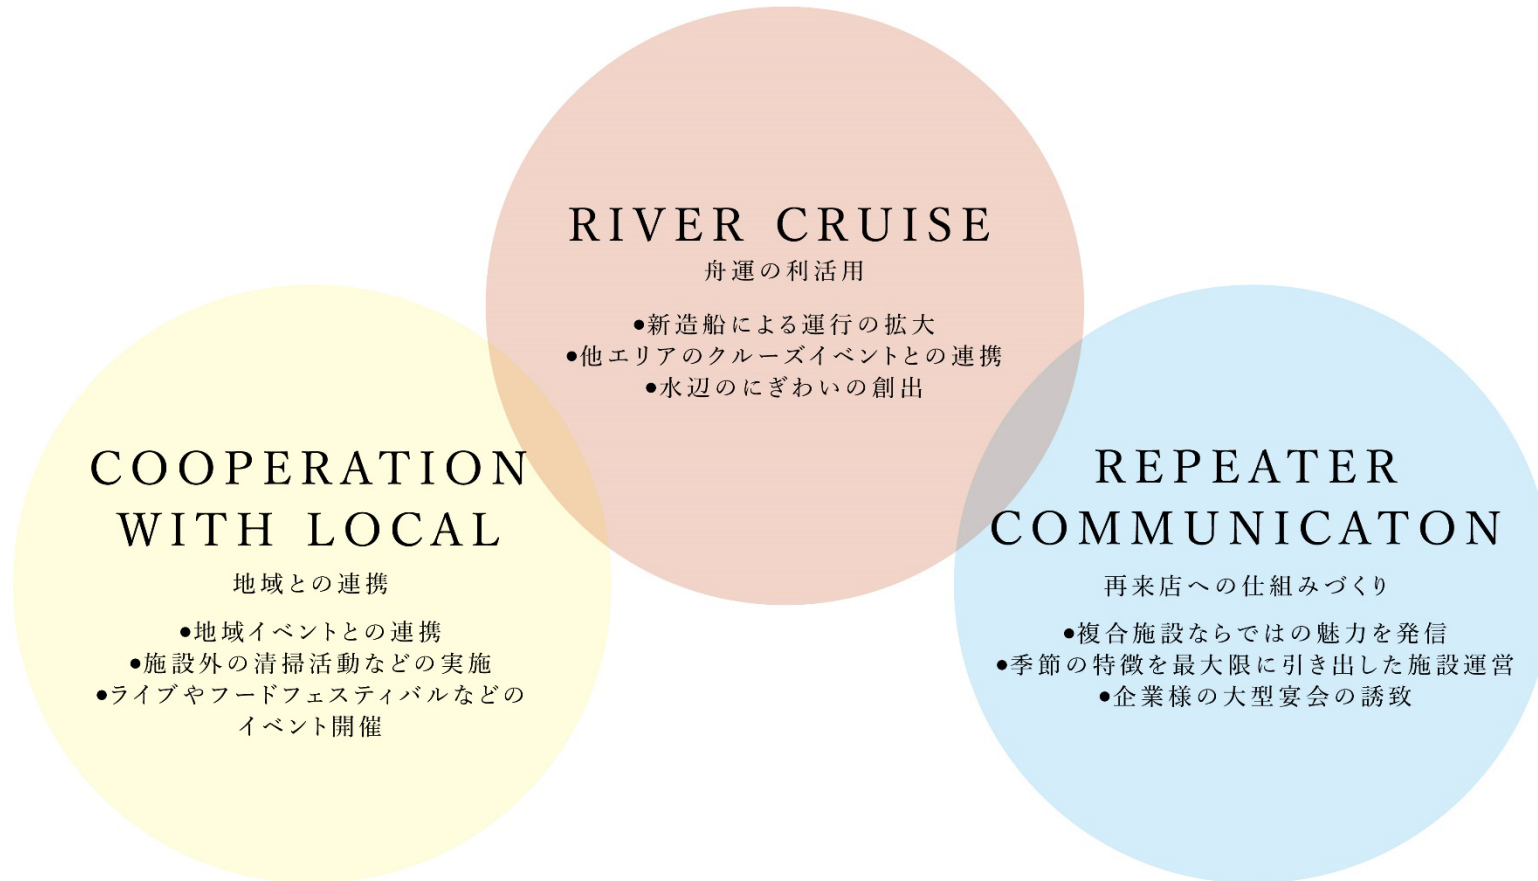 RIVER CRUISE
舟運の利活用
●新造船による運行の拡大
●他エリアのクルーズイベントとの連携
●水辺のにぎわいの創出
COOPERATION
WITH LOCAL
地域との連携
●地域イベントとの連携
●施設外の清掃活動などの実施
●ライブやフードフェスティバルなどの
イベント開催
REPEATER
COMMUNICATON
再来店への仕組みづくり
●複合施設ならではの魅力を発信
●季節の特徴を最大限に引き出した施設運営
●企業様の大型宴会の誘致